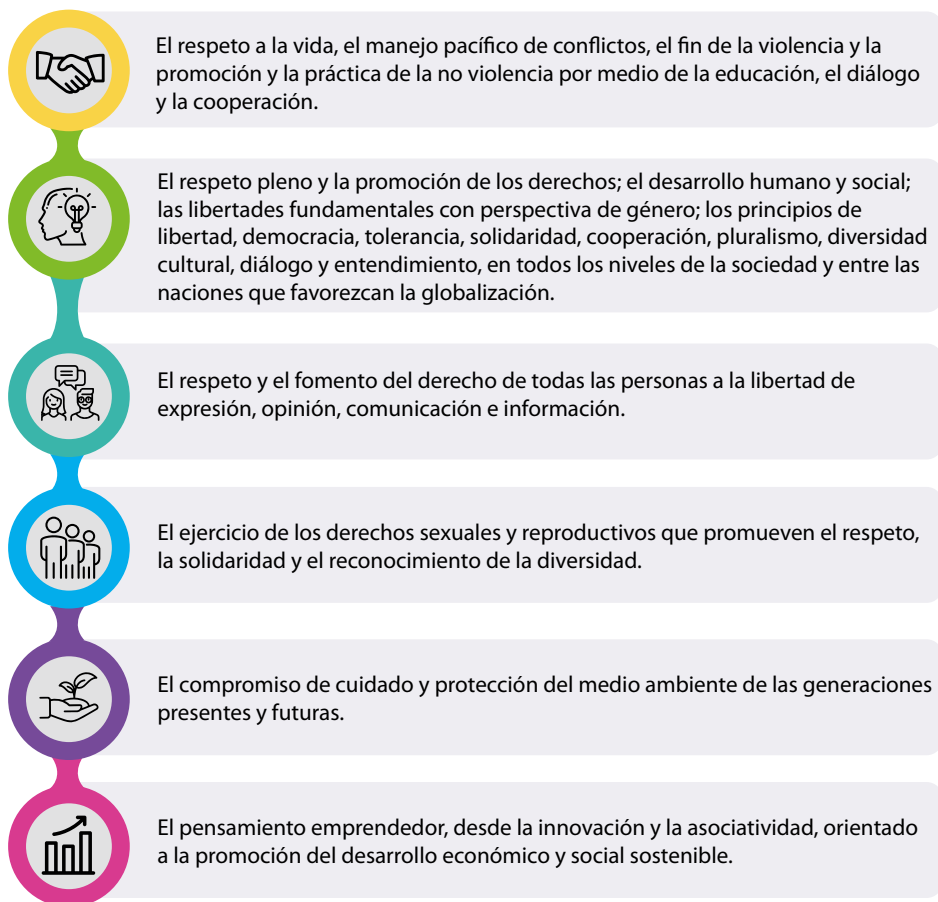 El respeto a la vida, el manejo pacífico de conflictos, el fin de la violencia y la
promoción y la práctica de la no violencia por medio de la educación, el diálogo
y la cooperación.
El respeto pleno y la promoción de los derechos; el desarrollo humano y social;
las libertades fundamentales con perspectiva de género; los principios de
libertad, democracia, tolerancia, solidaridad, cooperación, pluralismo, diversidad
cultural, diálogo y entendimiento, en todos los niveles de la sociedad y entre las
naciones que favorezcan la globalización.
El respeto y el fomento del derecho de todas las personas a la libertad de
expresión, opinión, comunicación e información.
El ejercicio de los derechos sexuales y reproductivos que promueven el respeto,
la solidaridad y el reconocimiento de la diversidad.
El compromiso de cuidado y protección del medio ambiente de las generaciones
presentes y futuras.
El pensamiento emprendedor, desde la innovación y la asociatividad, orientado
a la promoción del desarrollo económico y social sostenible.